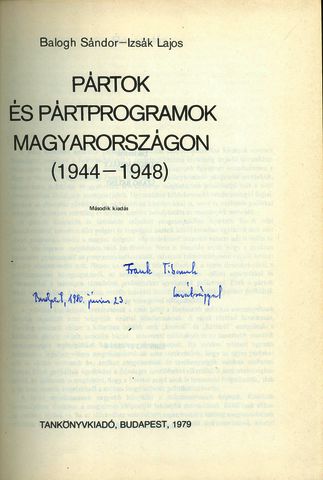 Balogh Sándor–Izsák Lajos
PÁRTOK
ÉS PÁRTPROGRAMOK
MAGYARORSZÁGON
(1944–1948)
Második kiadás
Frank Tibornak
Budapest, 1980. június 23.
barátsággal
TANKÖNYVKIADÓ, BUDAPEST, 1979